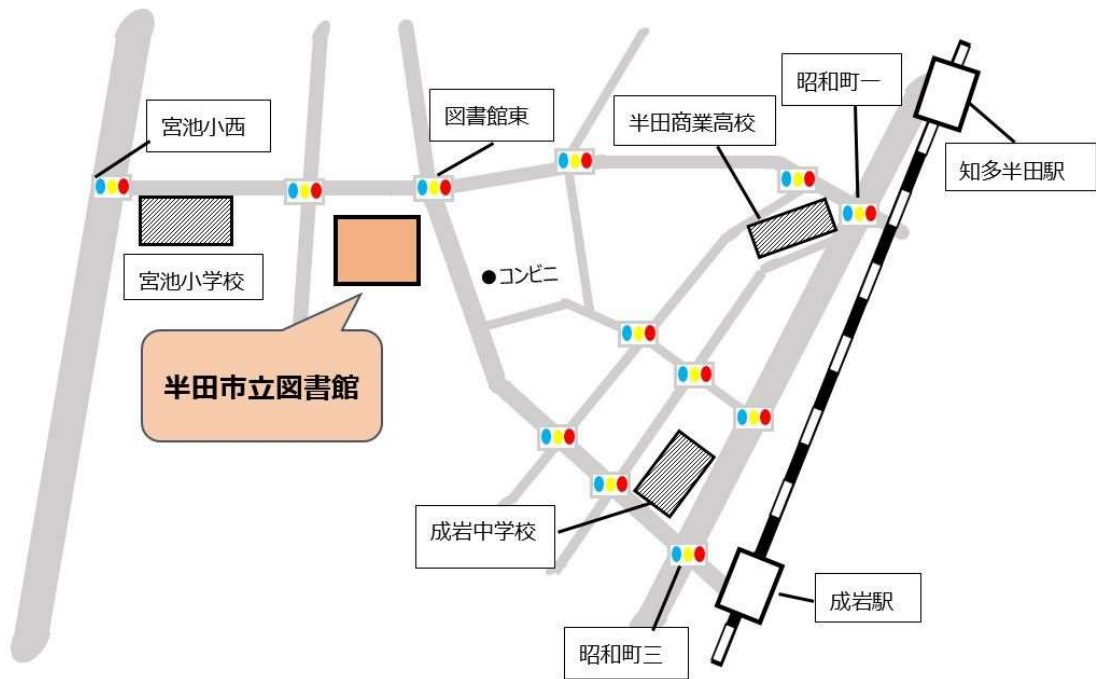 昭和町一
宮池小西
図書館東
半田商業高校
知多半田駅
宮池小学校
コンビニ
半田市立図書館
成岩中学校
成岩駅
昭和町三